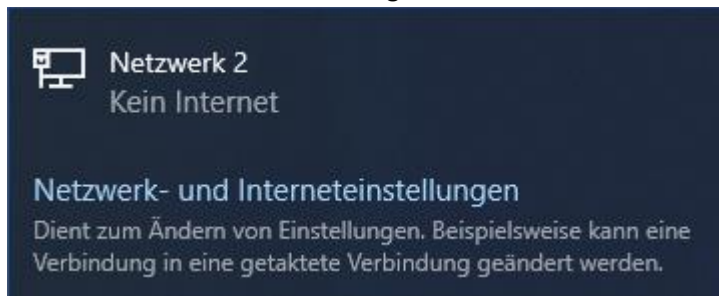 Netzwerk 2
Kein Internet
Netzwerk- und Interneteinstellungen
Dient zum Ändern von Einstellungen. Beispielsweise kann eine
Verbindung in eine getaktete Verbindung geändert werden.